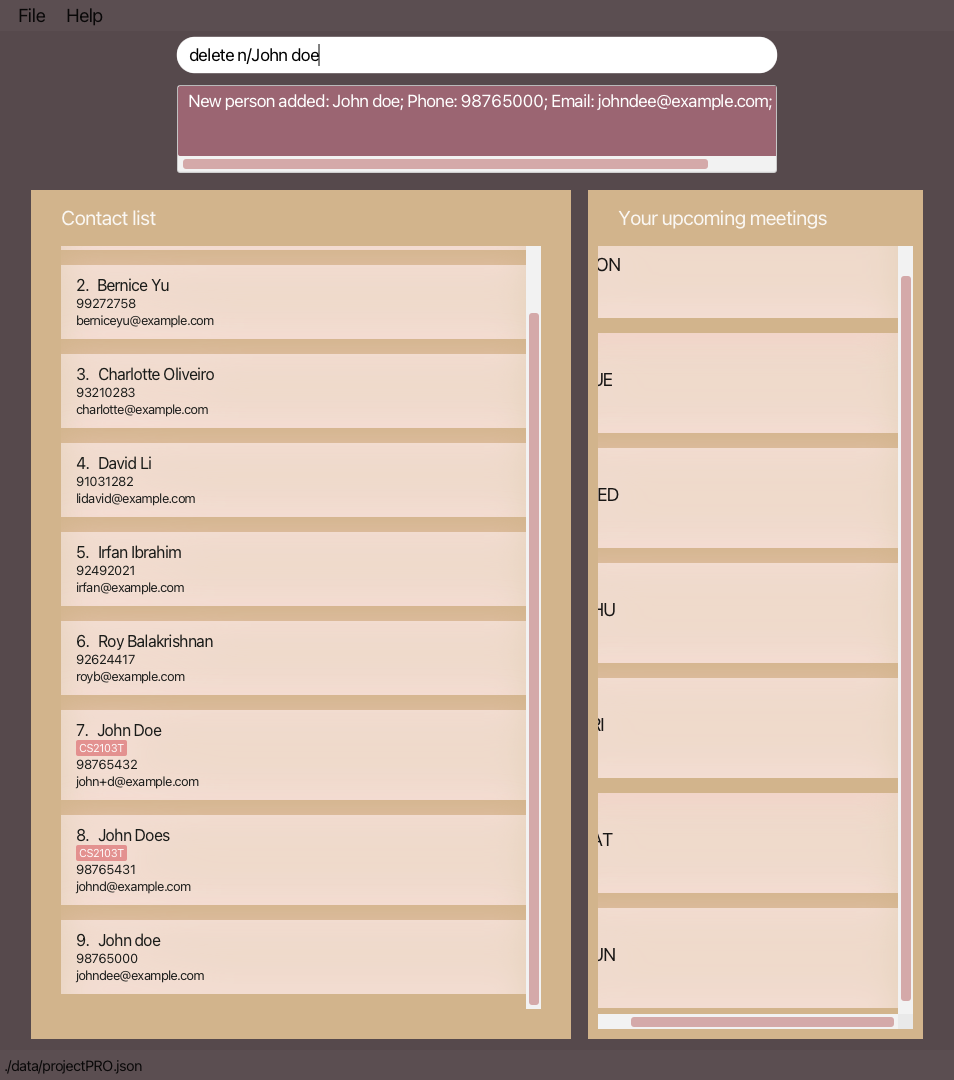 File Help
delete n/John doe
New person added: John doe; Phone: 98765000; Email: johndee@example.com;
Contact list
2. Bernice Yu
99272758
berniceyu@example.com
3. Charlotte Oliveiro
93210283
charlotte@example.com
4. David Li
91031282
lidavid@example.com
5. Irfan Ibrahim
92492021
irfan@example.com
6. Roy Balakrishnan
92624417
royb@example.com
7. John Doe
CS2103T
98765432
john+d@example.com
8. John Does
CS2103T
98765431
johnd@example.com
9. John doe
98765000
johndee@example.com
Your upcoming meetings
ON
UE
ED
HU
RI
AT
UN
./data/projectPRO.json